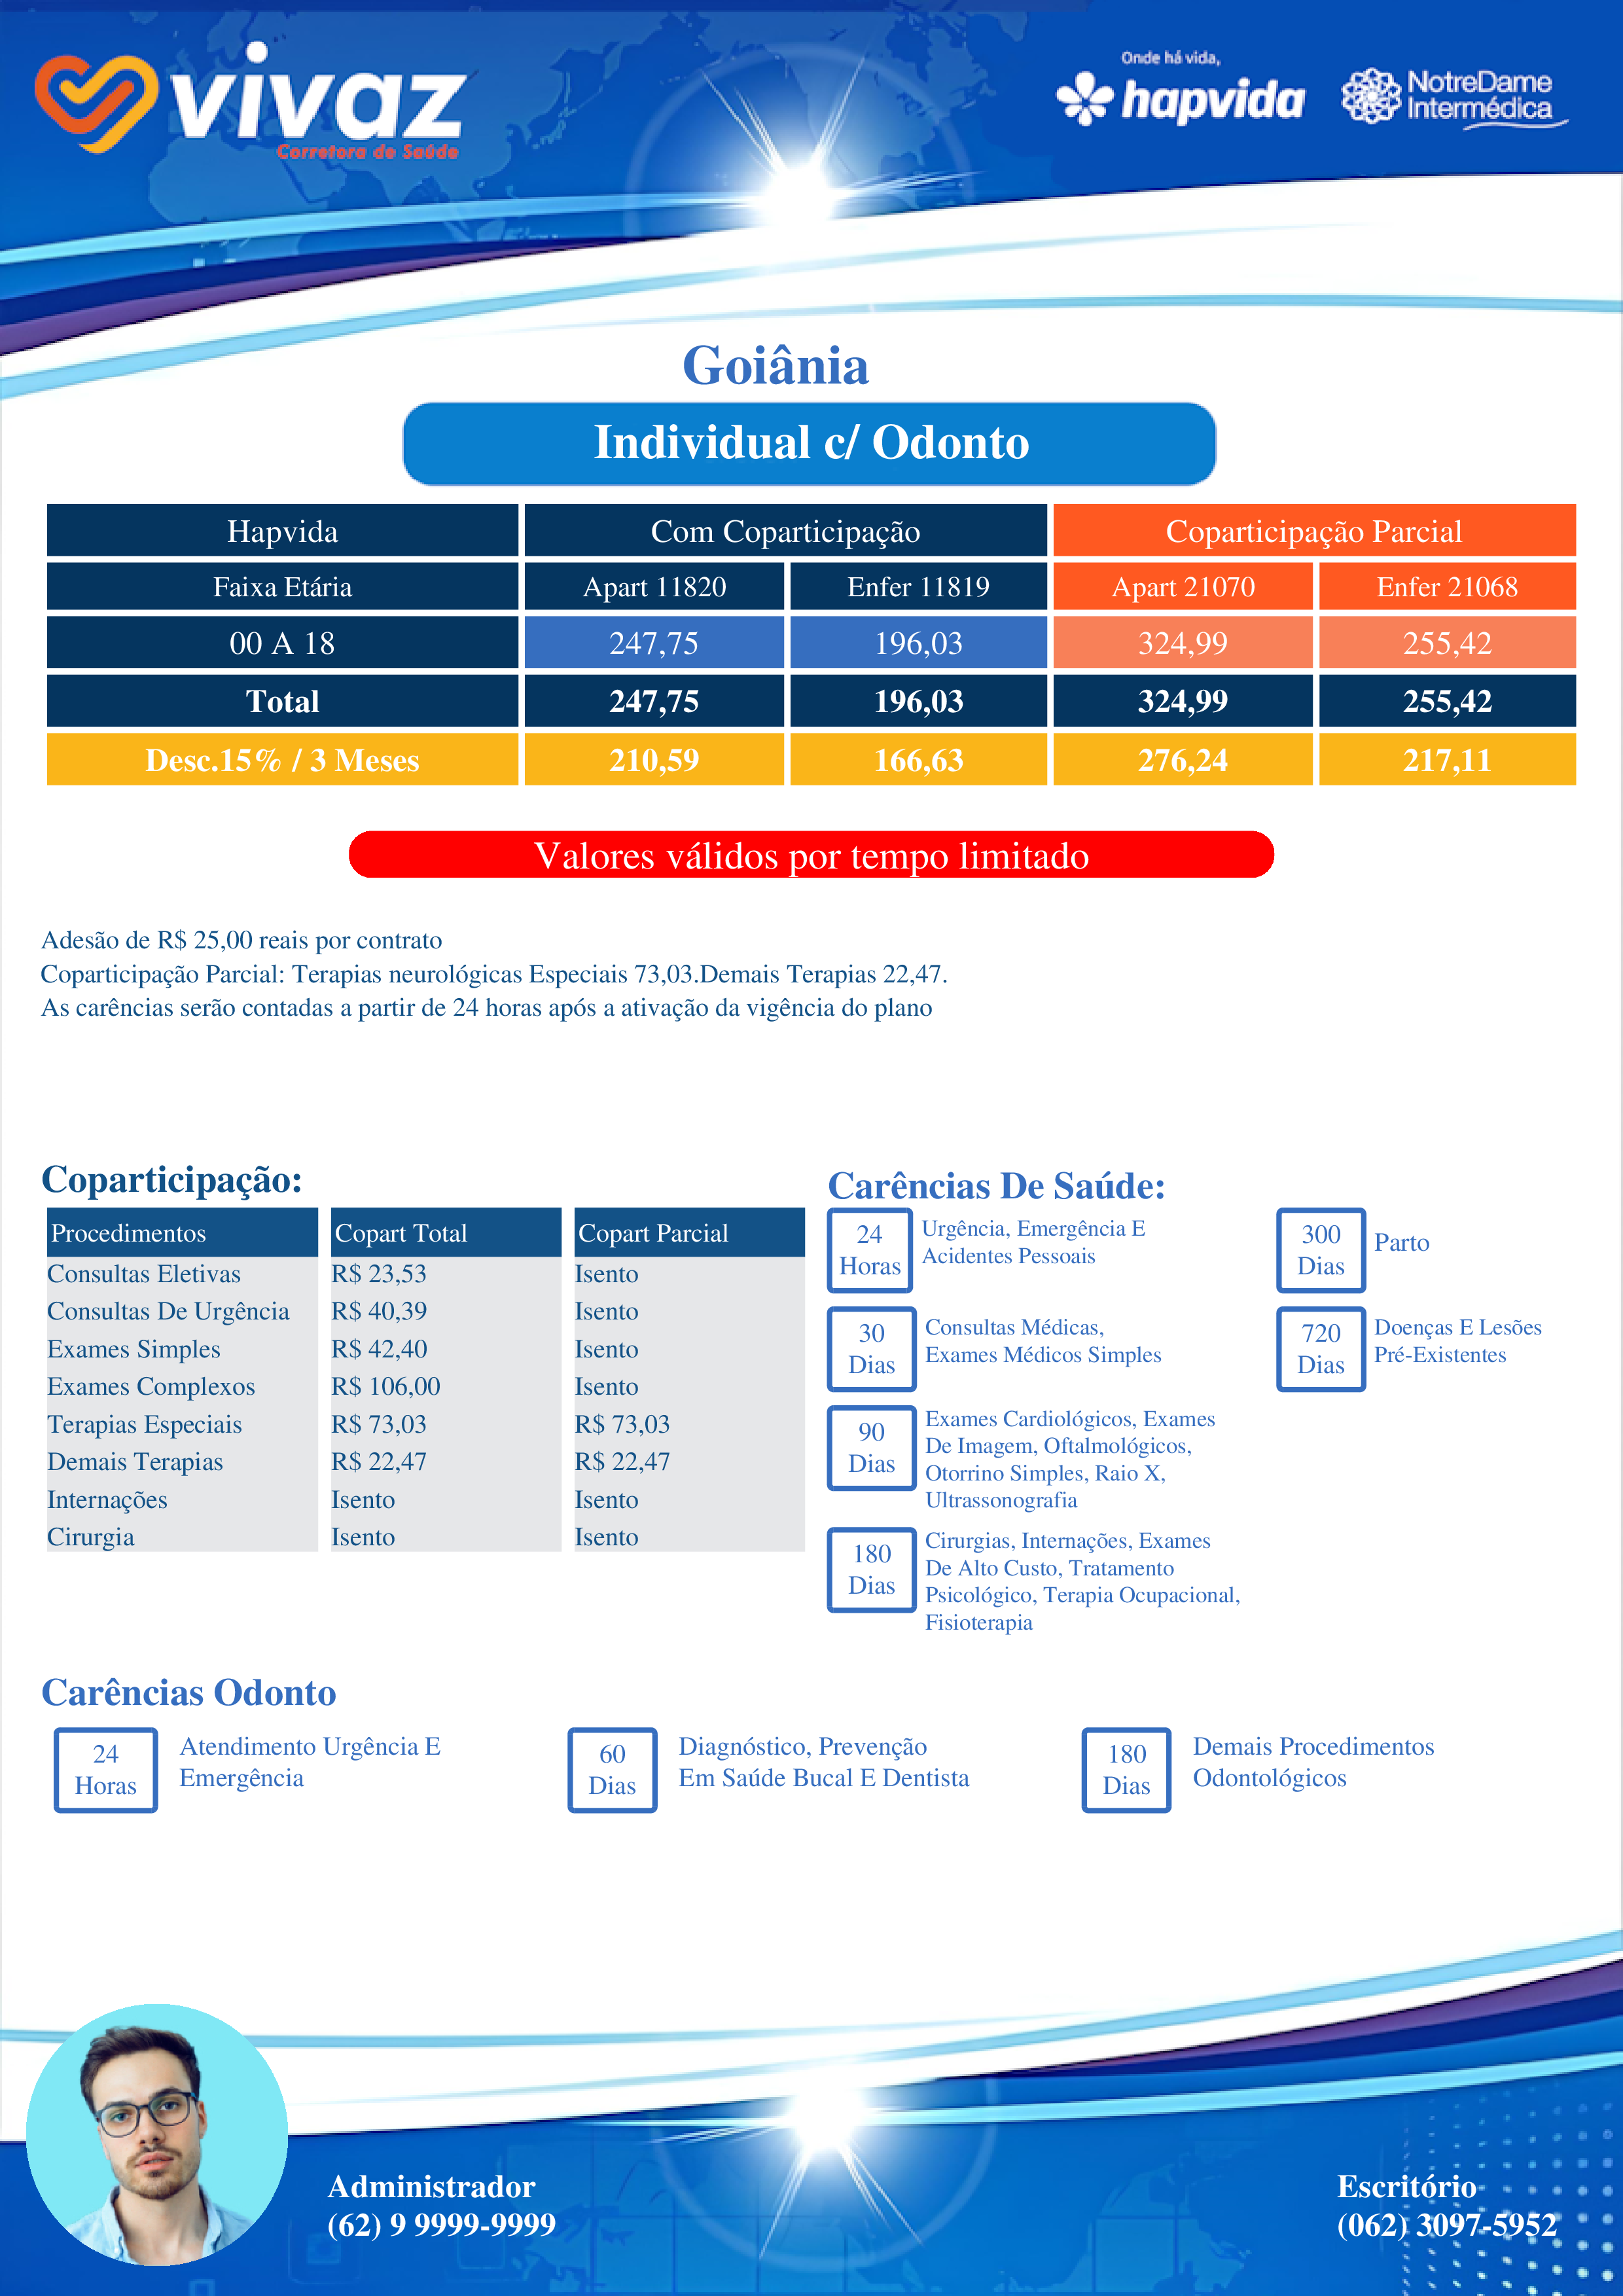 vivaz
Corretora de Saúde
Onde há vida,
hapvida
NotreDame
Intermédica
Goiânia
Individual c/ Odonto
Hapvida Com Coparticipação Coparticipação Parcial
Faixa Etária Apart 11820 Enfer 11819 Apart 21070 Enfer 21068
00 A 18 247,75 196,03 324,99 255,42
Total 247,75 196,03 324,99 255,42
Desc.15% / 3 Meses 210,59 166,63 276,24 217,11
Valores válidos por tempo limitado
Adesão de R$ 25,00 reais por contrato
Coparticipação Parcial: Terapias neurológicas Especiais 73,03.Demais Terapias 22,47.
As carências serão contadas a partir de 24 horas após a ativação da vigência do plano
Coparticipação:
Procedimentos Copart Total Copart Parcial
Consultas Eletivas R$ 23,53 Isento
Consultas De Urgência R$ 40,39 Isento
Exames Simples R$ 42,40 Isento
Exames Complexos R$ 106,00 Isento
Terapias Especiais R$ 73,03 R$ 73,03
Demais Terapias R$ 22,47 R$ 22,47
Internações Isento Isento
Cirurgia Isento Isento
Carências De Saúde:
24
Horas
Urgência, Emergência E
Acidentes Pessoais
30
Dias
Consultas Médicas,
Exames Médicos Simples
90
Dias
Exames Cardiológicos, Exames
De Imagem, Oftalmológicos,
Otorrino Simples, Raio X,
Ultrassonografia
180
Dias
Cirurgias, Internações, Exames
De Alto Custo, Tratamento
Psicológico, Terapia Ocupacional,
Fisioterapia
300
Dias
Parto
720
Dias
Doenças E Lesões
Pré-Existentes
Carências Odonto
24
Horas
Atendimento Urgência E
Emergência
60
Dias
Diagnóstico, Prevenção
Em Saúde Bucal E Dentista
180
Dias
Demais Procedimentos
Odontológicos
Administrador
(62) 9 9999-9999
Escritório
(062) 3097-5952